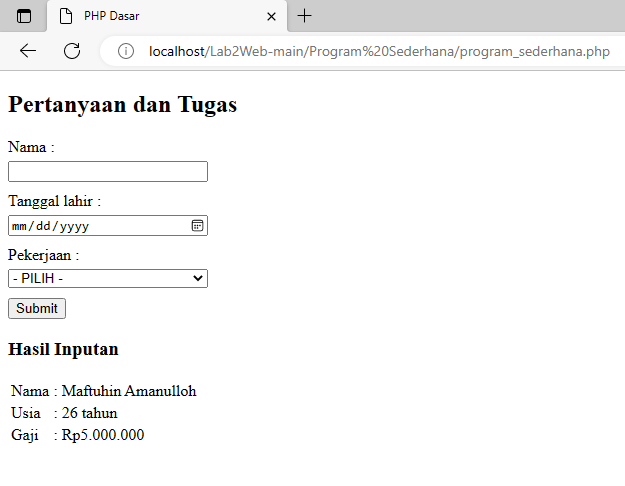 PHP Dasar
localhost/Lab2Web-main/Program%20Sederhana/program_sederhana.php
Pertanyaan dan Tugas
Nama :
Tanggal lahir :
mm/dd/yyyy
Pekerjaan :
- PILIH -
Submit
Hasil Inputan
Nama : Maftuhin Amanulloh
Usia : 26 tahun
Gaji : Rp5.000.000